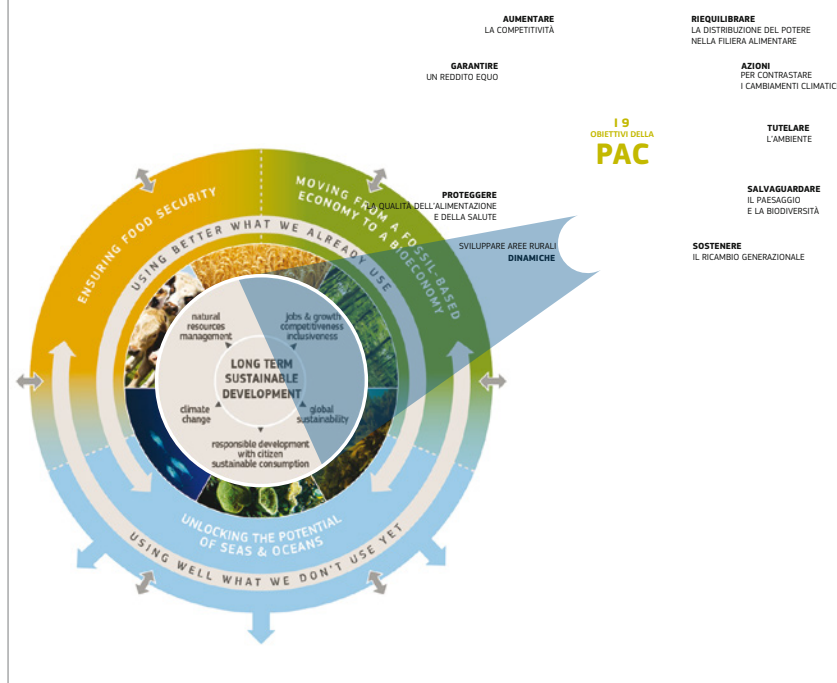 AUMENTARE
LA COMPETITIVITÀ
RIEQUILIBRARE
LA DISTRIBUZIONE DEL POTERE
NELLA FILIERA ALIMENTARE
GARANTIRE
UN REDDITO EQUO
AZIONI
PER CONTRASTARE
I CAMBIAMENTI CLIMATIC
I 9
OBIETTIVI DELLA
PAC
TUTELARE
L'AMBIENTE
PROTEGGERE
LA QUALITÀ DELL'ALIMENTAZIONE
E DELLA SALUTE
SALVAGUARDARE
IL PAESAGGIO
E LA BIODIVERSITÀ
SVILUPPARE AREE RURALI
DINAMICHE
SOSTENERE
IL RICAMBIO GENERAZIONALE
ENSURING FOOD SECURITY
MOVING FROM A FOSSIL-BASED
ECONOMY TO A BIOECONOMY
USING BETTER WHAT WE ALREADY USE
natural
resources
management
jobs & growth
competitiveness
inclusiveness
LONG TERM
SUSTAINABLE
DEVELOPMENT
climate
change
global
sustainability
responsible development
with citizen
sustainable consumption
UNLOCKING THE POTENTIAL
OF SEAS & OCEANS
USING WELL WHAT WE DON'T USE YET